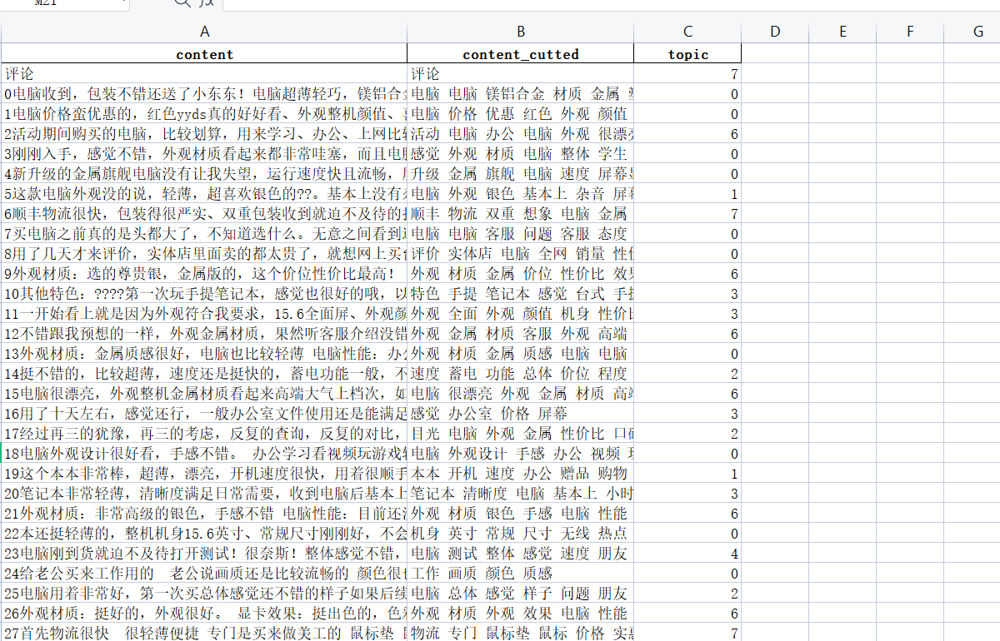 M21 fx
A B C D E F G
content content_cutted topic
评论 评论 7
0电脑收到，包装不错还送了小东东！电脑超薄轻巧，镁铝合金 电脑 电脑 镁铝合金 材质 金属 0
1电脑价格蛮优惠的，红色yyds真的好好看、外观整机颜值、 电脑 价格 优惠 红色 外观 颜值 0
2活动期间购买的电脑，比较划算，用来学习、办公、上网比较 活动 电脑 办公 电脑 外观 很漂亮 6
3刚刚入手，感觉不错，外观材质看起来都非常哇塞，而且电脑 感觉 外观 材质 电脑 整体 学生 0
4新升级的金属旗舰电脑没有让我失望，运行速度快且流畅， 升级 金属 旗舰 电脑 速度 屏幕 0
5这款电脑外观没的说，轻薄，超喜欢银色的??。基本上没有 电脑 外观 银色 基本上 杂音 屏幕 1
6顺丰物流很快，包装得很严实、双重包装收到就迫不及待的 顺丰 物流 双重 想象 电脑 金属 7
7买电脑之前真的是头都大了，不知道选什么。无意之间看到 电脑 电脑 客服 问题 客服 态度 0
8用了几天才来评价，实体店里面卖的都太贵了，就想网上买 评价 实体店 电脑 全网 销量 性价 0
9外观材质：选的尊贵银，金属版的，这个价位性价比最高！ 外观 材质 金属 价位 性价比 效果 6
10其他特色：????第一次玩手提笔记本，感觉也很好的哦，以 特色 手提 笔记本 感觉 台式 手提 3
11一开始看上就是因为外观符合我要求，15.6全面屏、外观颜 外观 全面 外观 颜值 机身 性价比 3
12不错跟我预想的一样，外观金属材质，果然听客服介绍没错 外观 金属 材质 客服 外观 高端 6
13外观材质：金属质感很好，电脑也比较轻薄 电脑性能：办公 外观 材质 金属 质感 电脑 电脑 0
14挺不错的，比较超薄，速度还是挺快的，蓄电功能一般，不 速度 蓄电 功能 总体 价位 程度 2
15电脑很漂亮，外观整机金属材质看起来高端大气上档次，如 电脑 很漂亮 外观 金属 材质 高端 6
16用了十天左右，感觉还行，一般办公室文件使用还是能满足 感觉 办公室 价格 屏幕 3
17经过再三的犹豫，再三的考虑，反复的查询，反复的对比， 目光 电脑 外观 金属 性价比 口碑 2
18电脑外观设计很好看，手感不错。 办公学习看视频玩游戏 电脑 外观设计 手感 办公 视频 0
19这个本本非常棒，超薄，漂亮，开机速度很快，用着很顺手 本本 开机 速度 办公 赠品 购物 1
20笔记本非常轻薄，清晰度满足日常需要，收到电脑后基本上 笔记本 清晰度 电脑 基本上 小时 3
21外观材质：非常高级的银色，手感不错 电脑性能：目前还没 外观 材质 银色 手感 电脑 性能 6
22本还挺轻薄的，整机机身15.6英寸、常规尺寸刚刚好，不会 机身 英寸 常规 尺寸 无线 热点 0
23电脑刚到货就迫不及待打开测试！很奈斯！整体感觉不错， 电脑 测试 整体 感觉 速度 朋友 4
24给老公买来工作用的 老公说画质还是比较流畅的 颜色很 工作 画质 颜色 质感 0
25电脑用着非常好，第一次买总体感觉还不错的样子如果后续 电脑 总体 感觉 样子 问题 朋友 2
26外观材质：挺好的，外观很好。 显卡效果：挺出色的，色 外观 材质 外观 效果 电脑 性能 6
27首先物流很快 很轻薄便捷 专门是买来做美工的 鼠标垫 物流 专门 鼠标垫 鼠标 价格 实惠 7